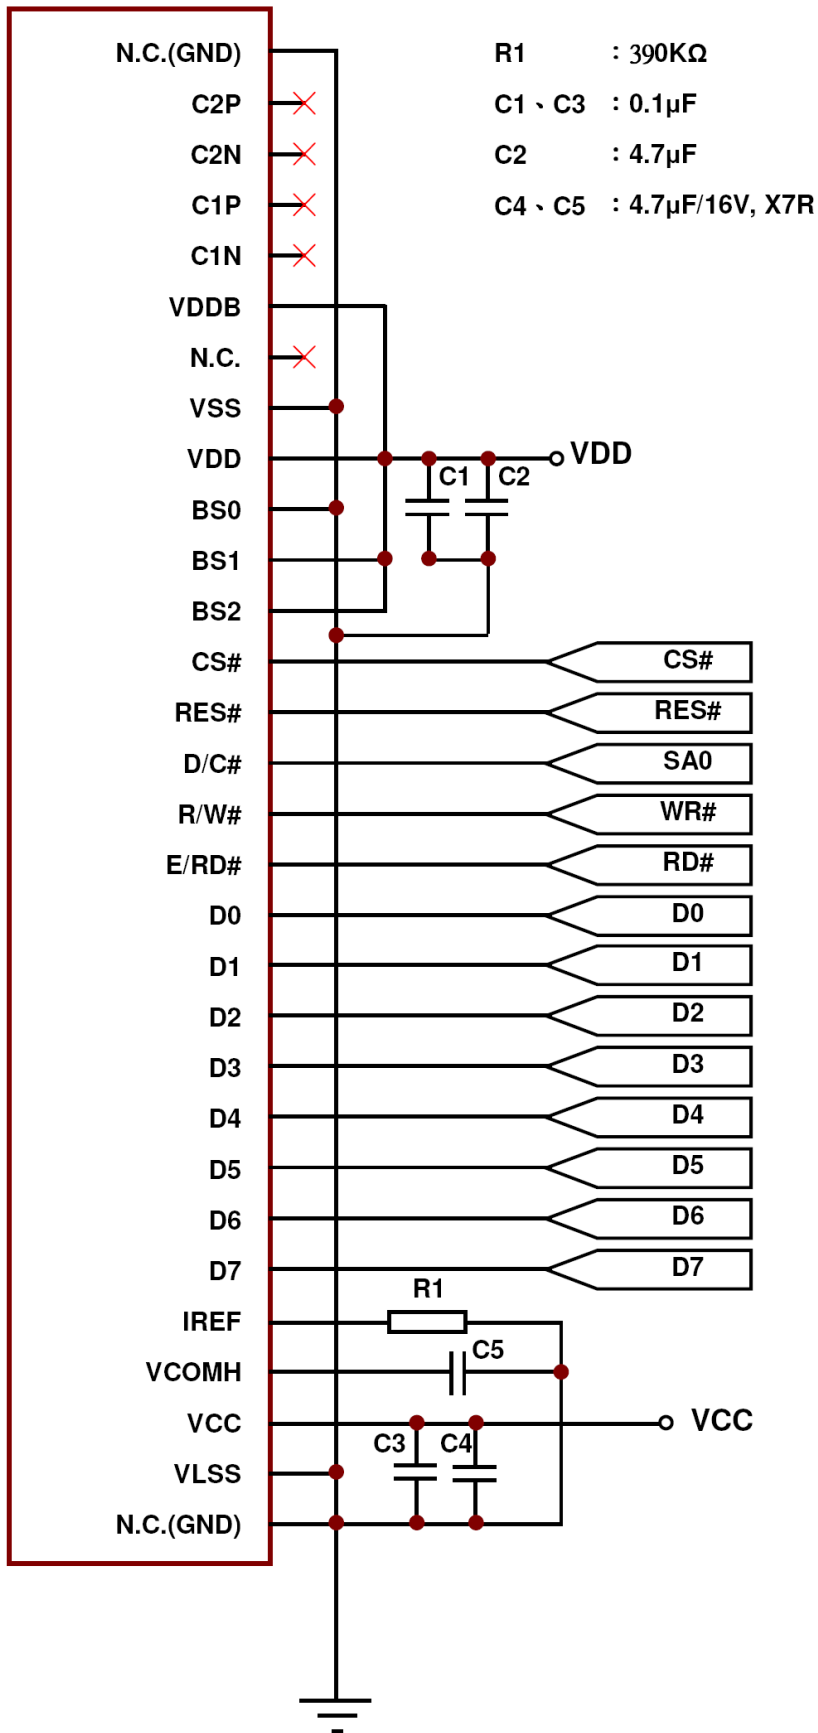 N.C.(GND) R1 : 390KΩ
C2P C1、C3 : 0.1µF
C2N C2 : 4.7µF
C1P C4、C5 : 4.7µF/16V, X7R
C1N
VDDB
N.C.
VSS
VDD VDD
C1 C2
BS0
BS1
BS2
CS# CS#
RES# RES#
D/C# SA0
R/W# WR#
E/RD# RD#
D0 D0
D1 D1
D2 D2
D3 D3
D4 D4
D5 D5
D6 D6
D7 D7
R1
IREF
C5
VCOMH
VCC VCC
C3 C4
VLSS
N.C.(GND)